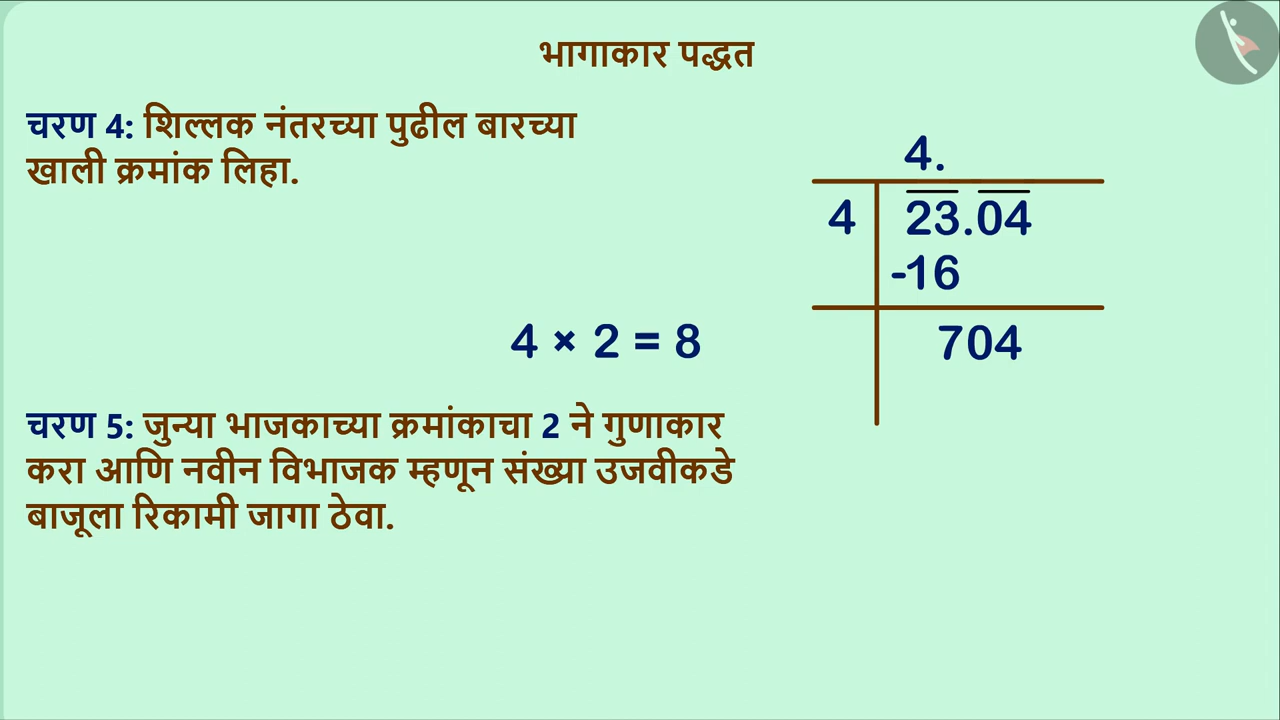 भागाकार पद्धत
चरण 4: शिल्लक नंतरच्या पुढील बारच्या
खाली क्रमांक लिहा.
4.
4 23.04
-16
4 × 2 = 8
704
चरण 5: जुन्या भाजकाच्या क्रमांकाचा 2 ने गुणाकार
करा आणि नवीन विभाजक म्हणून संख्या उजवीकडे
बाजूला रिकामी जागा ठेवा.